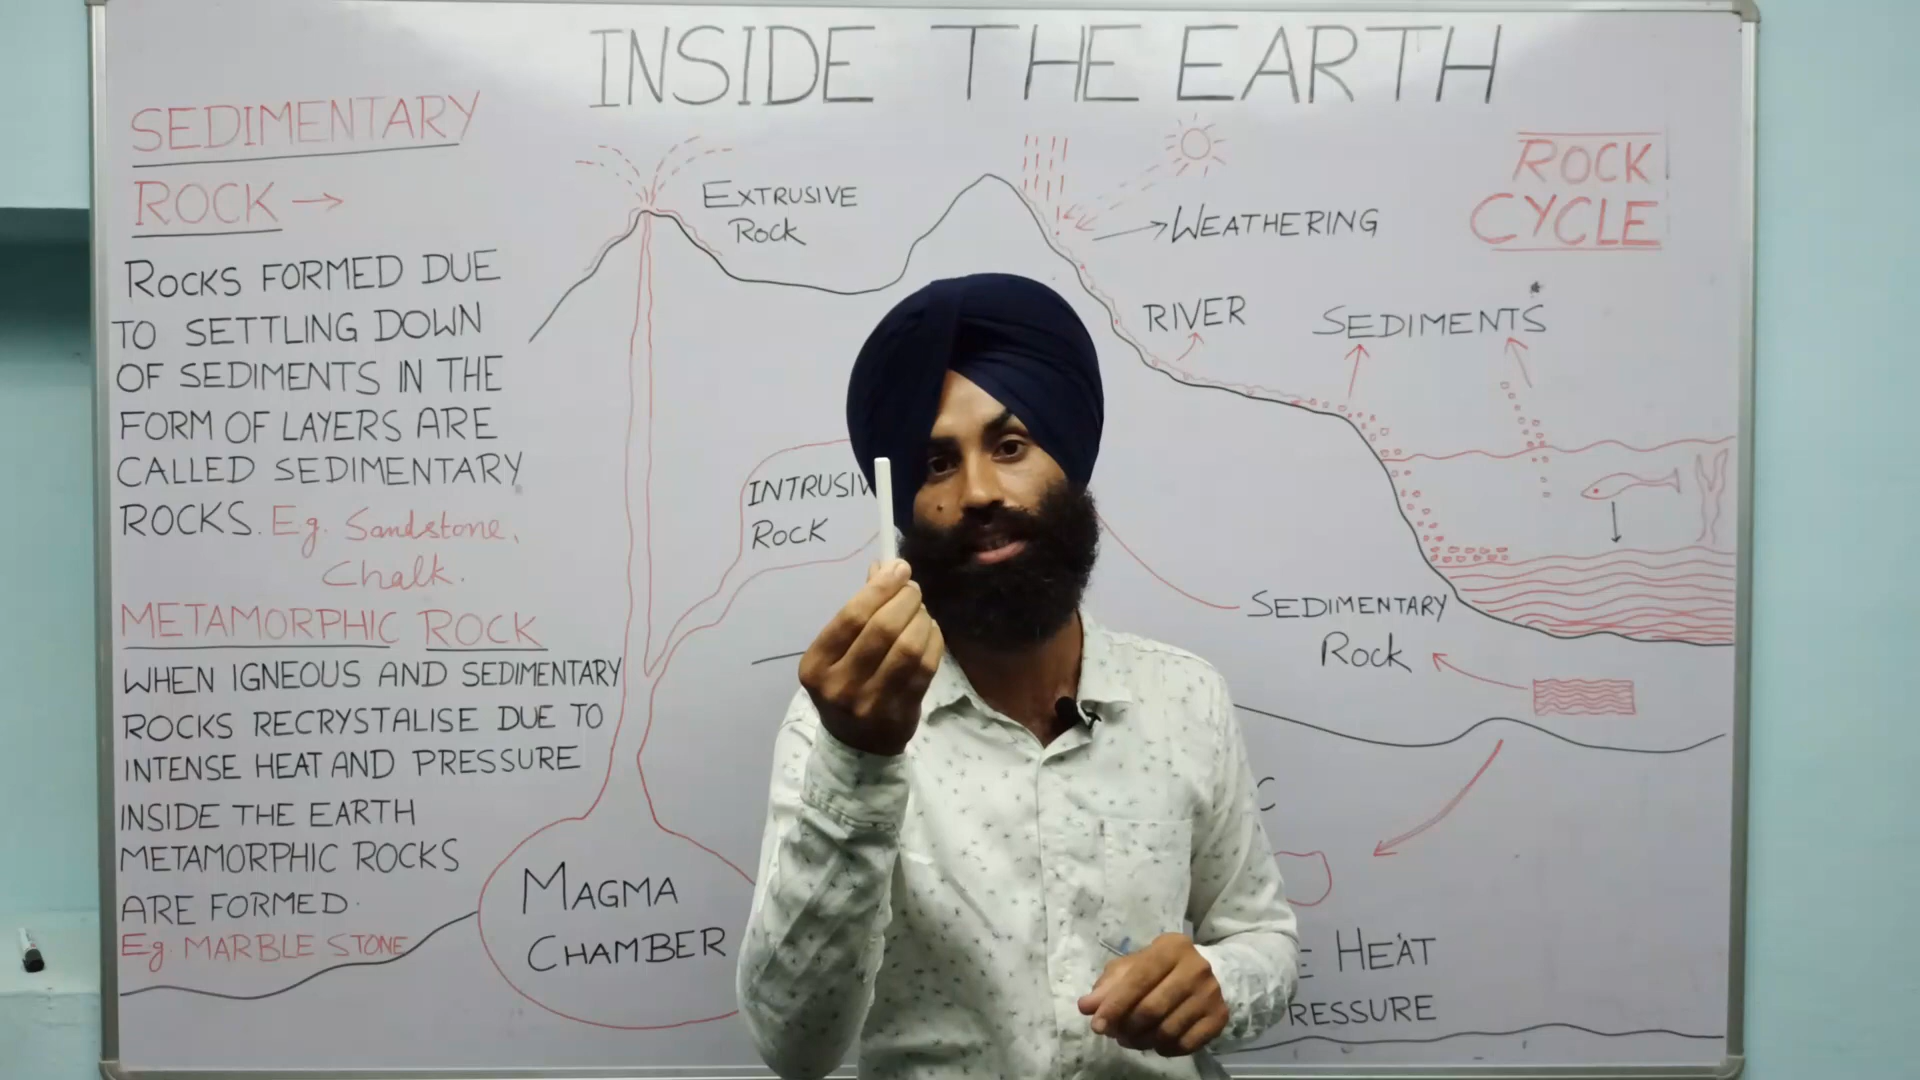 INSIDE THE EARTH
SEDIMENTARY
ROCK →
ROCKS FORMED DUE
TO SETTLING DOWN
OF SEDIMENTS IN THE
FORM OF LAYERS ARE
CALLED SEDIMENTARY
ROCKS. Eg. Sandstone,
Chalk.
METAMORPHIC ROCK
WHEN IGNEOUS AND SEDIMENTARY
ROCKS RECRYSTALISE DUE TO
INTENSE HEAT AND PRESSURE
INSIDE THE EARTH
METAMORPHIC ROCKS
ARE FORMED.
Eg. MARBLE STONE
EXTRUSIVE
ROCK
WEATHERING
ROCK
CYCLE
RIVER
SEDIMENTS
INTRUSIV
ROCK
SEDIMENTARY
ROCK
MAGMA
CHAMBER
C
E HEAT
RESSURE